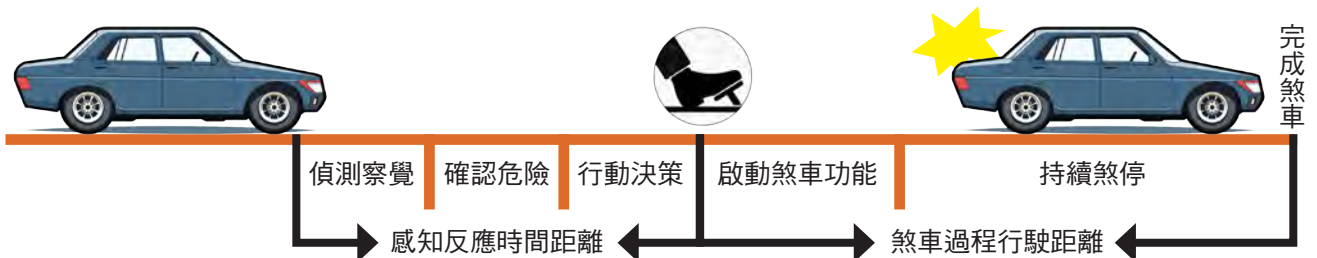 完成煞車
偵測察覺
確認危險
行動決策
啟動煞車功能
持續煞停
感知反應時間距離
煞車過程行駛距離